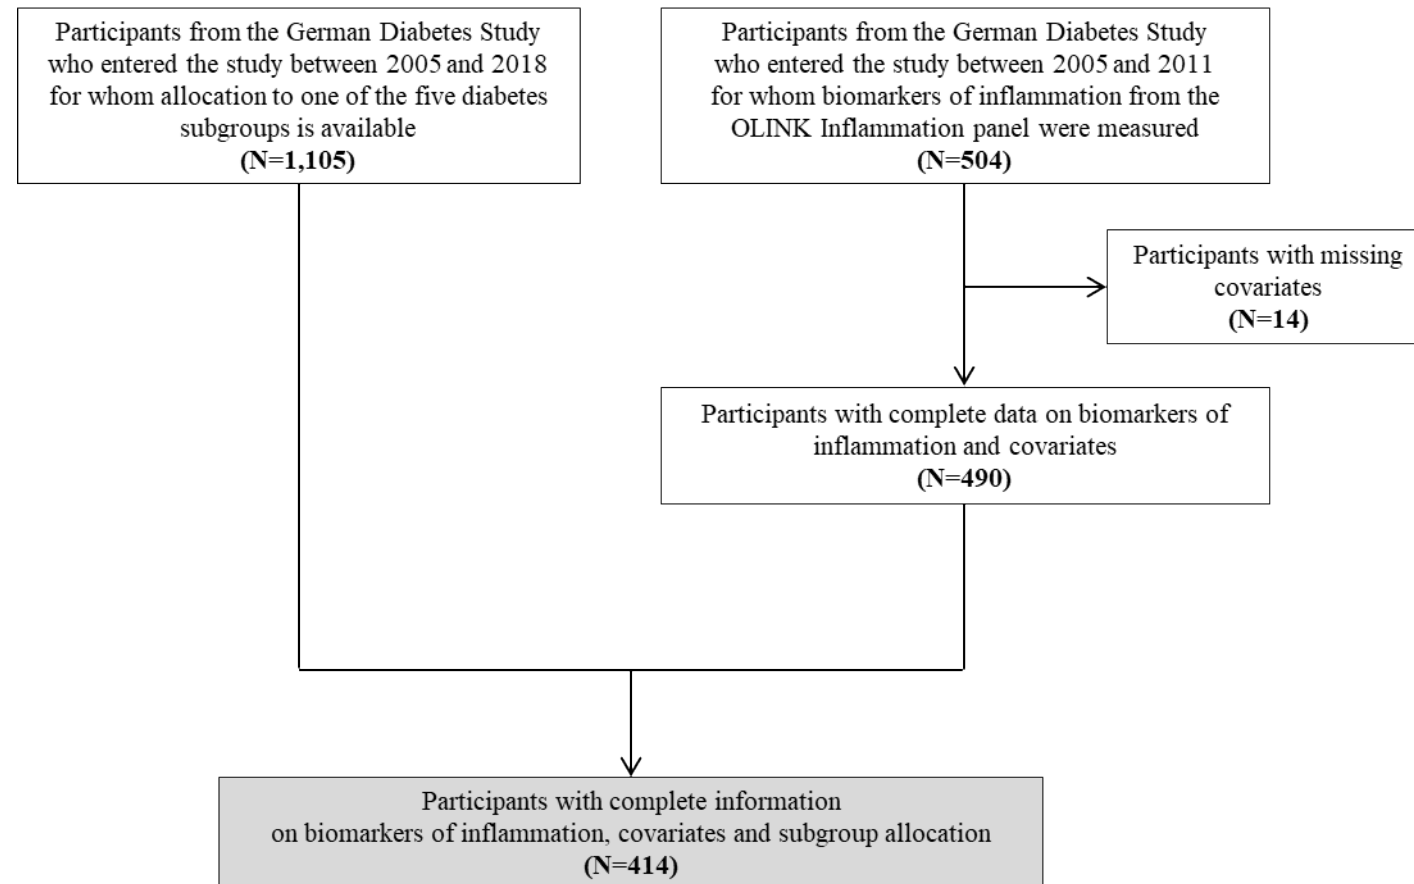 Participants from the German Diabetes Study
who entered the study between 2005 and 2018
for whom allocation to one of the five diabetes
subgroups is available
(N=1,105)
Participants from the German Diabetes Study
who entered the study between 2005 and 2011
for whom biomarkers of inflammation from the
OLINK Inflammation panel were measured
(N=504)
Participants with missing
covariates
(N=14)
Participants with complete data on biomarkers of
inflammation and covariates
(N=490)
Participants with complete information
on biomarkers of inflammation, covariates and subgroup allocation
(N=414)